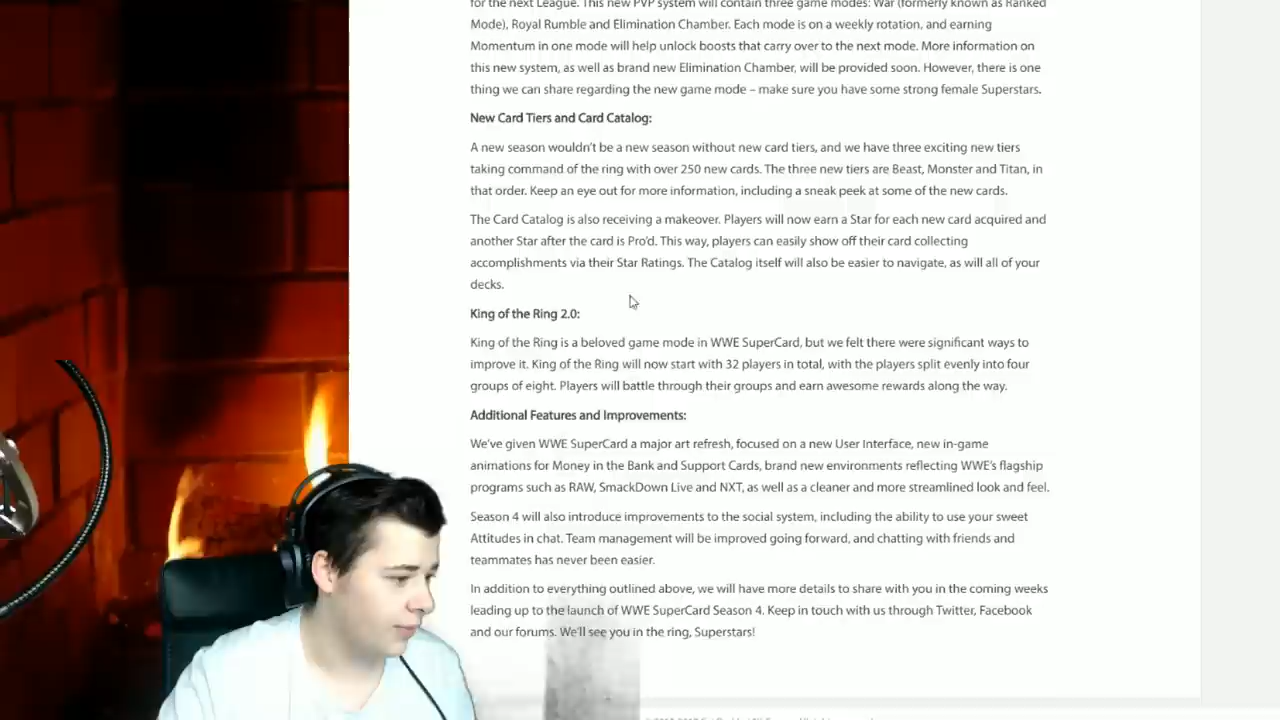 for the next League. This new PVP system will contain three game modes: War (formerly known as Ranked
Mode), Royal Rumble and Elimination Chamber. Each mode is on a weekly rotation, and earning
Momentum in one mode will help unlock boosts that carry over to the next mode. More information on
this new system, as well as brand new Elimination Chamber, will be provided soon. However, there is one
thing we can share regarding the new game mode – make sure you have some strong female Superstars.
New Card Tiers and Card Catalog:
A new season wouldn't be a new season without new card tiers, and we have three exciting new tiers
taking command of the ring with over 250 new cards. The three new tiers are Beast, Monster and Titan, in
that order. Keep an eye out for more information, including a sneak peek at some of the new cards.
The Card Catalog is also receiving a makeover. Players will now earn a Star for each new card acquired and
another Star after the card is Pro'd. This way, players can easily show off their card collecting
accomplishments via their Star Ratings. The Catalog itself will also be easier to navigate, as will all of your
decks.
King of the Ring 2.0:
King of the Ring is a beloved game mode in WWE SuperCard, but we felt there were significant ways to
improve it. King of the Ring will now start with 32 players in total, with the players split evenly into four
groups of eight. Players will battle through their groups and earn awesome rewards along the way.
Additional Features and Improvements:
We've given WWE SuperCard a major art refresh, focused on a new User Interface, new in-game
animations for Money in the Bank and Support Cards, brand new environments reflecting WWE's flagship
programs such as RAW, SmackDown Live and NXT, as well as a cleaner and more streamlined look and feel.
Season 4 will also introduce improvements to the social system, including the ability to use your sweet
Attitudes in chat. Team management will be improved going forward, and chatting with friends and
teammates has never been easier.
In addition to everything outlined above, we will have more details to share with you in the coming weeks
leading up to the launch of WWE SuperCard Season 4. Keep in touch with us through Twitter, Facebook
and our forums. We'll see you in the ring, Superstars!